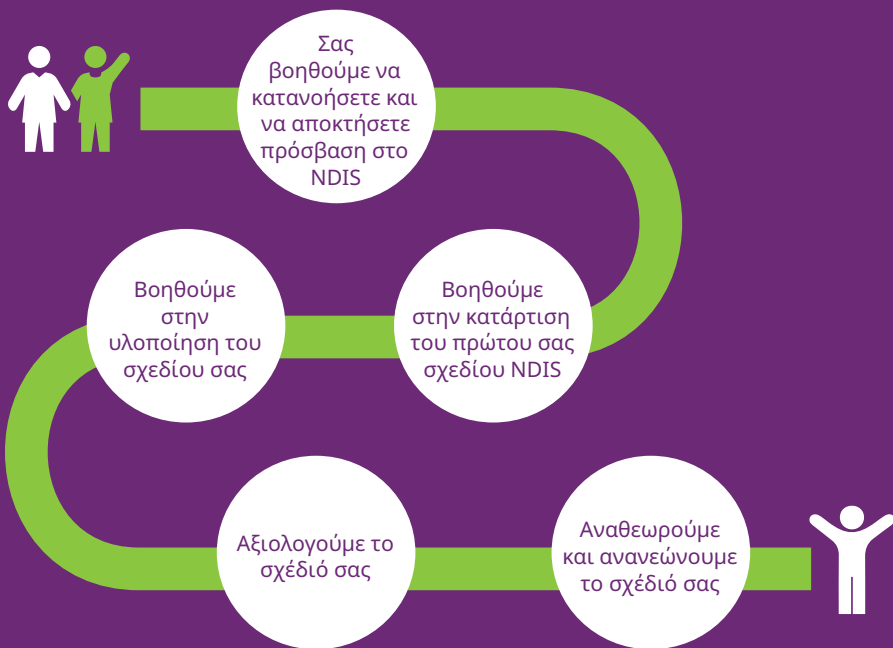 Σας
βοηθούμε να
κατανοήσετε και
να αποκτήσετε
πρόσβαση στο
NDIS
Βοηθούμε
στην κατάρτιση
του πρώτου σας
σχεδίου NDIS
Βοηθούμε
στην
υλοποίηση του
σχεδίου σας
Αξιολογούμε το
σχέδιό σας
Αναθεωρούμε
και ανανεώνουμε
το σχέδιό σας